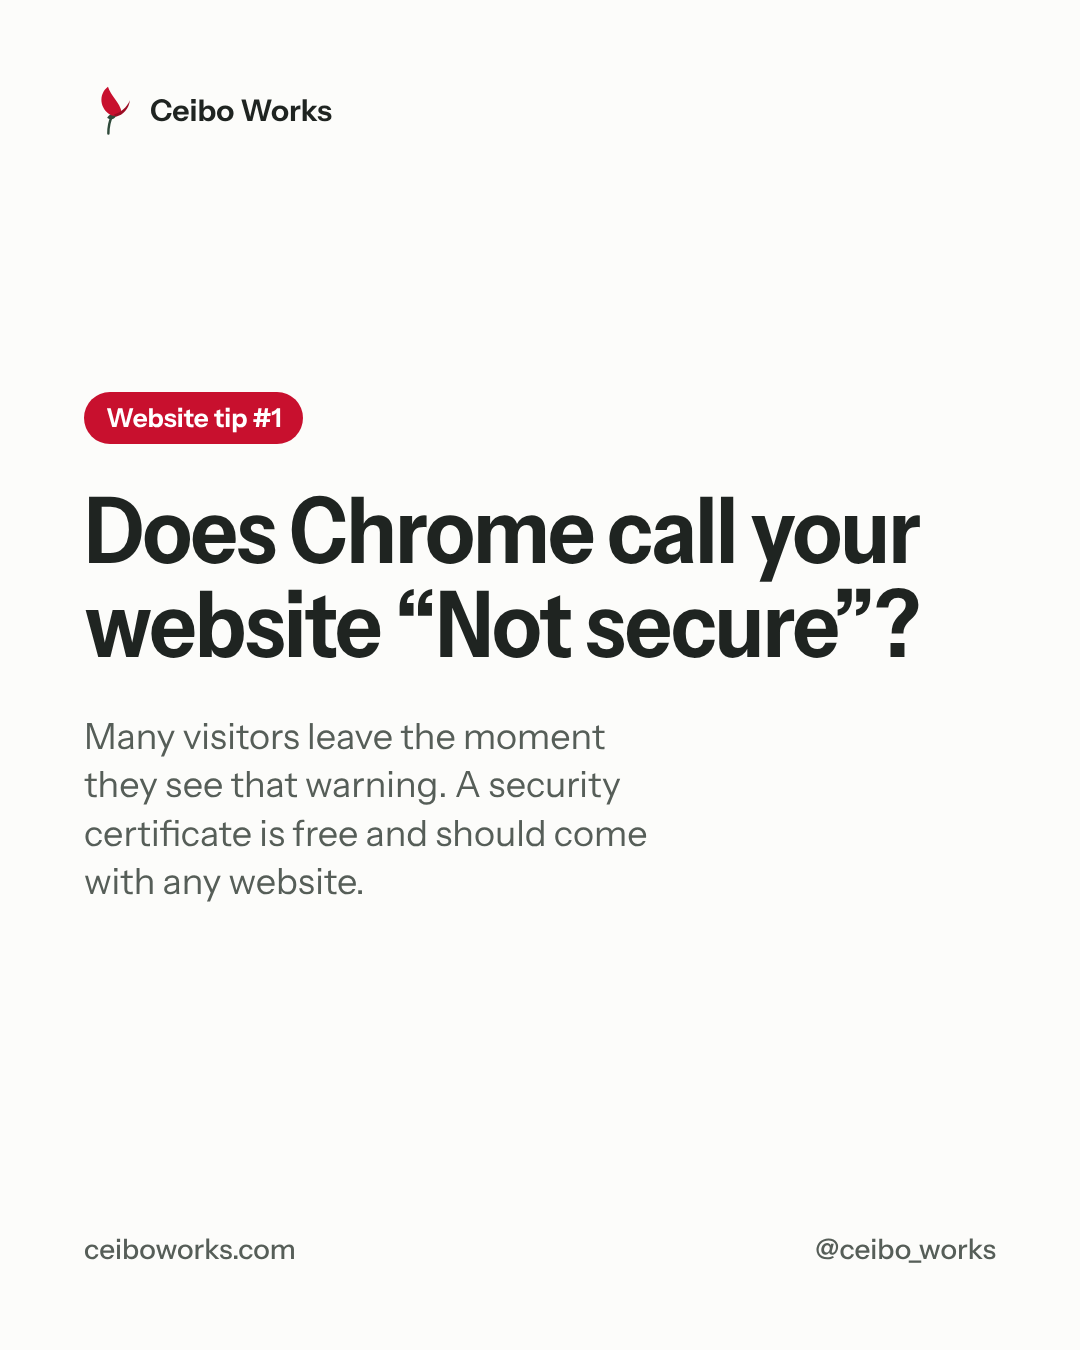 Ceibo Works
Website tip #1
Does Chrome call your
website “Not secure”?
Many visitors leave the moment
they see that warning. A security
certificate is free and should come
with any website.
ceiboworks.com
@ceibo_works